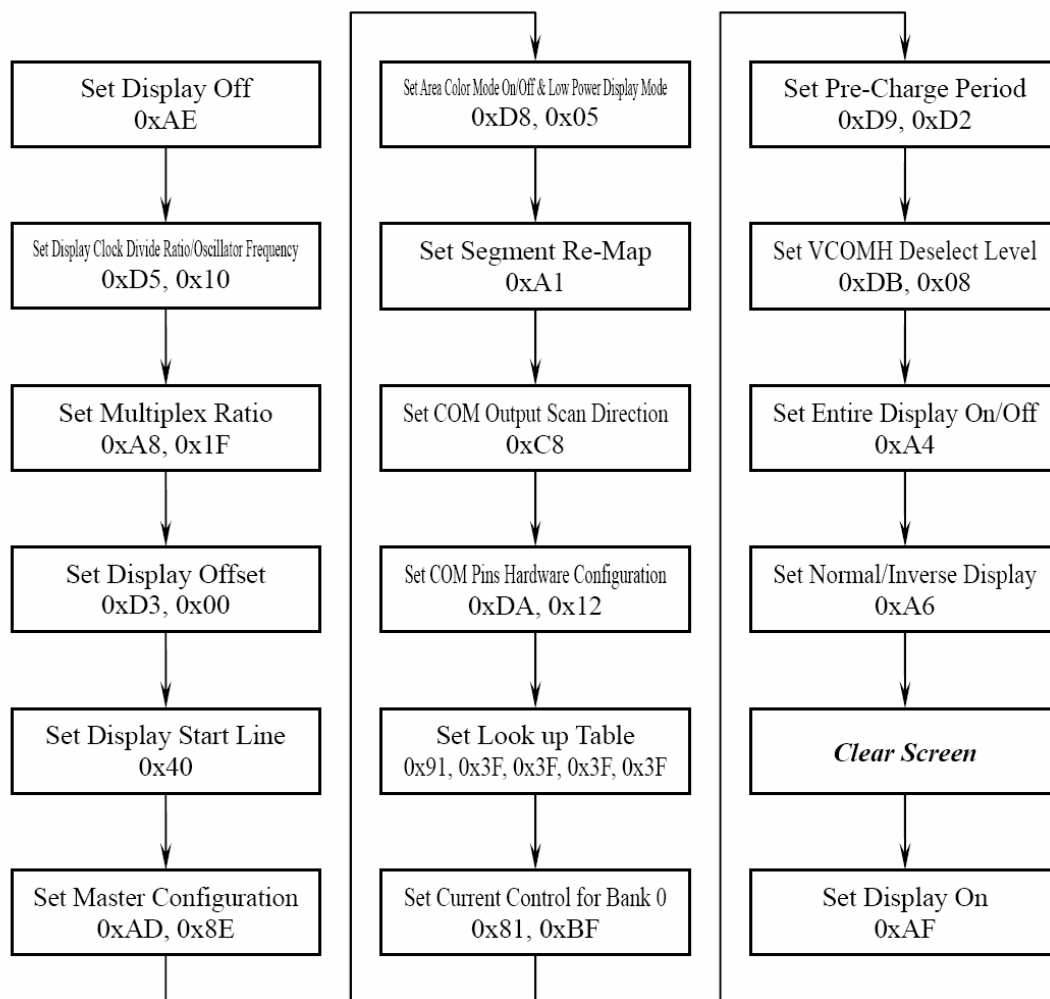 Set Display Off
0xAE
Set Display Clock Divide Ratio/Oscillator Frequency
0xD5, 0x10
Set Multiplex Ratio
0xA8, 0x1F
Set Display Offset
0xD3, 0x00
Set Display Start Line
0x40
Set Master Configuration
0xAD, 0x8E
Set Area Color Mode On/Off & Low Power Display Mode
0xD8, 0x05
Set Segment Re-Map
0xA1
Set COM Output Scan Direction
0xC8
Set COM Pins Hardware Configuration
0xDA, 0x12
Set Look up Table
0x91, 0x3F, 0x3F, 0x3F, 0x3F
Set Current Control for Bank 0
0x81, 0xBF
Set Pre-Charge Period
0xD9, 0xD2
Set VCOMH Deselect Level
0xDB, 0x08
Set Entire Display On/Off
0xA4
Set Normal/Inverse Display
0xA6
Clear Screen
Set Display On
0xAF